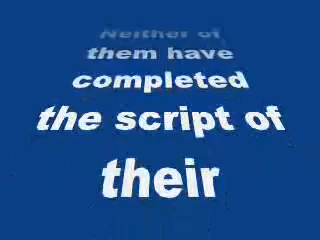 Neither of
them have
completed
the script of
their